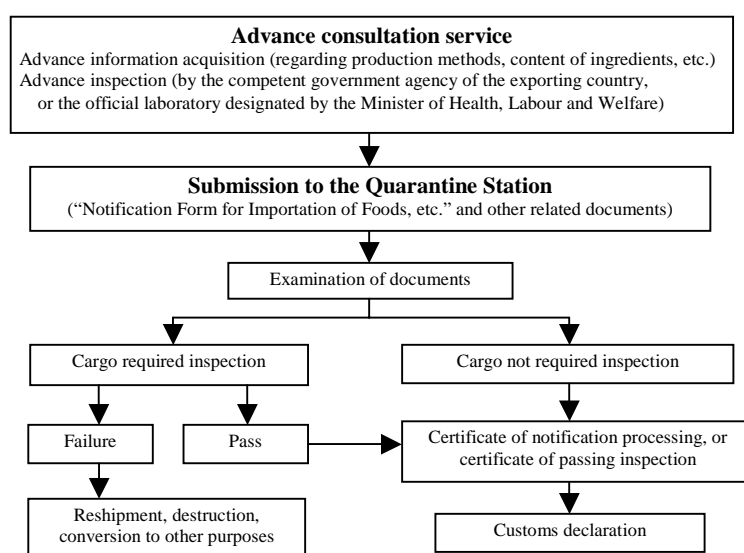 Advance consultation service
Advance information acquisition (regarding production methods, content of ingredients, etc.)
Advance inspection (by the competent government agency of the exporting country,
or the official laboratory designated by the Minister of Health, Labour and Welfare)
Submission to the Quarantine Station
(“Notification Form for Importation of Foods, etc.” and other related documents)
Examination of documents
Cargo required inspection
Cargo not required inspection
Failure
Pass
Certificate of notification processing, or
certificate of passing inspection
Reshipment, destruction,
conversion to other purposes
Customs declaration